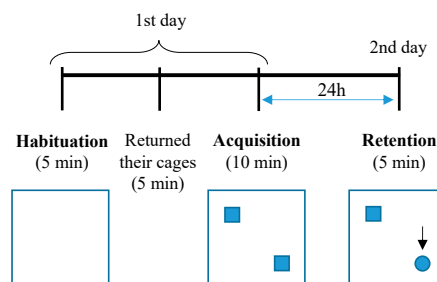 1st day
2nd day
24h
Habituation
(5 min)
Returned
their cages
(5 min)
Acquisition
(10 min)
Retention
(5 min)